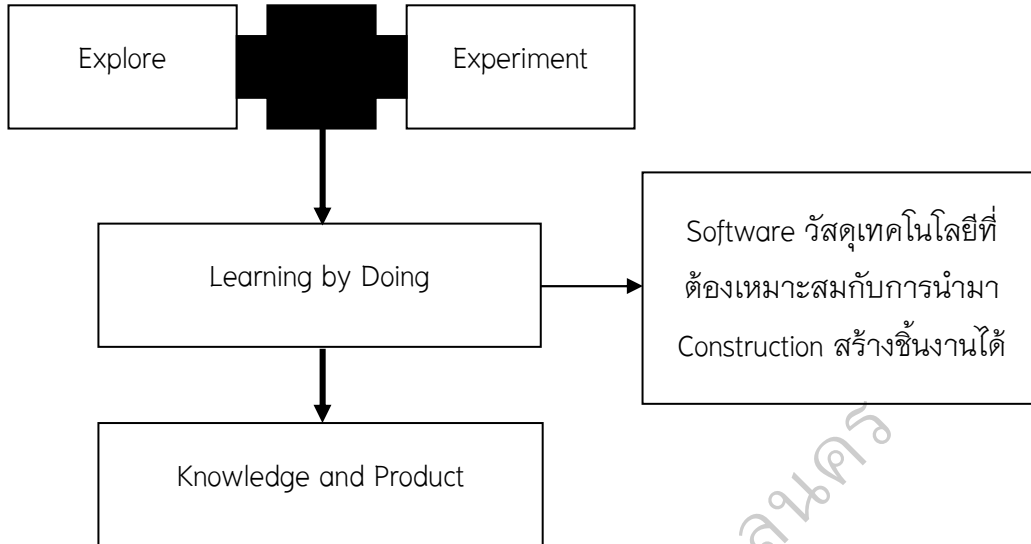 Explore
Experiment
Learning by Doing
Software วัสดุเทคโนโลยีที่
ต้องเหมาะสมกับการนำมา
Construction สร้างชิ้นงานได้
Knowledge and Product